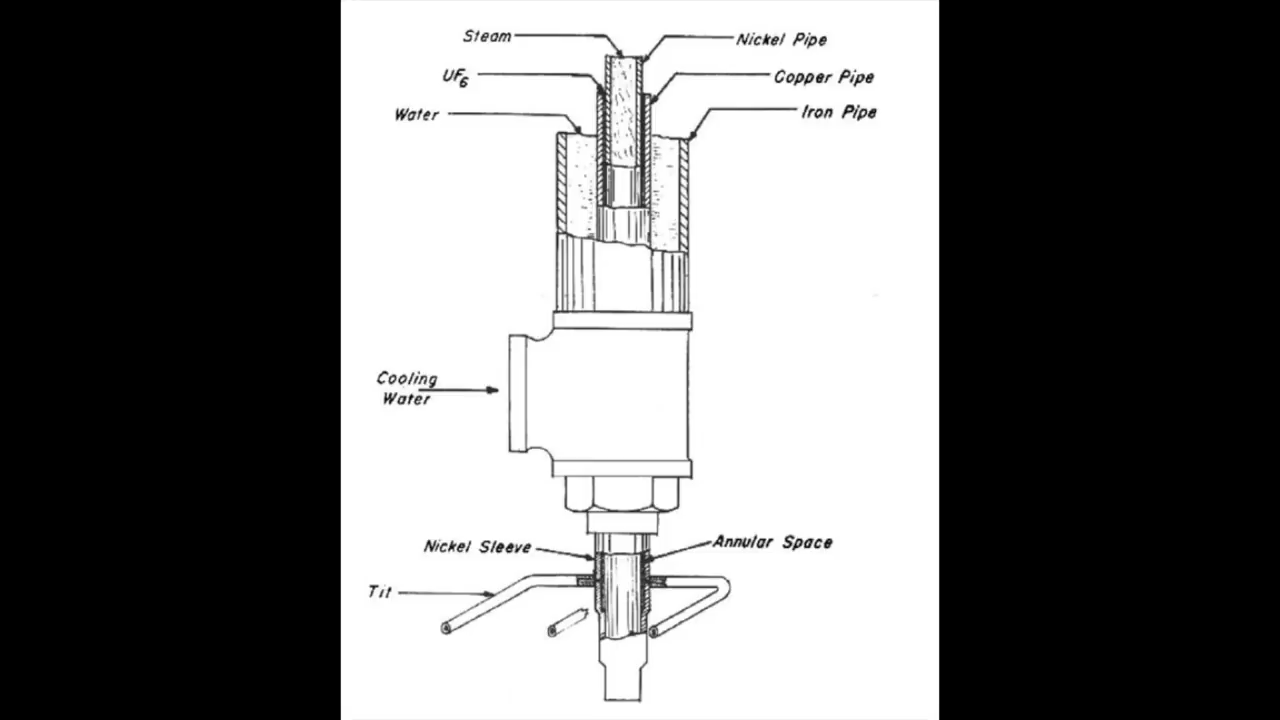 Steam
Nickel Pipe
UF6
Copper Pipe
Water
Iron Pipe
Cooling
Water
Nickel Sleeve
Annular Space
Tit